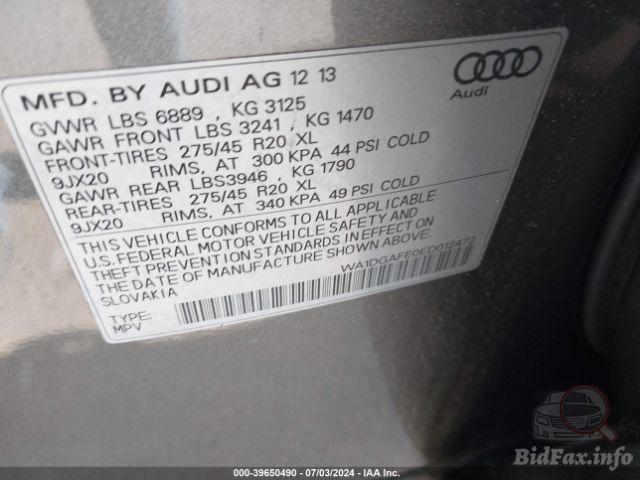 MFD. BY AUDI AG 12 13
Audi
GVWR LBS 6889 , KG 3125
GAWR FRONT LBS 3241 , KG 1470
FRONT-TIRES 275/45 R20 XL
9JX20 RIMS, AT 300 KPA 44 PSI COLD
GAWR REAR LBS3946 , KG 1790
REAR-TIRES 275/45 R20 XL
9JX20 RIMS, AT 340 KPA 49 PSI COLD
THIS VEHICLE CONFORMS TO ALL APPLICABLE
U.S. FEDERAL MOTOR VEHICLE SAFETY AND
THEFT PREVENTION STANDARDS IN EFFECT ON
THE DATE OF MANUFACTURE SHOWN ABOVE.
SLOVAKIA
WA1DGAFE0ED012472
TYPE:
MPV
BidFax.info
000-39650490 - 07/03/2024 - IAA Inc.